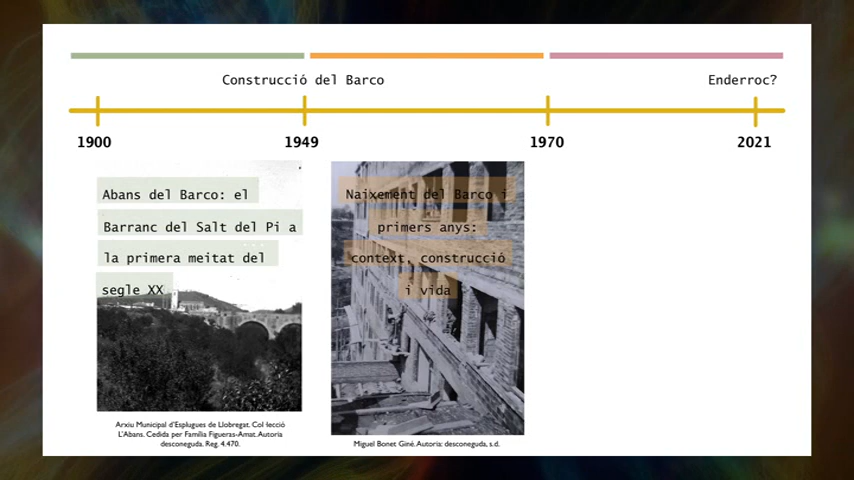 Construcció del Barco
Enderroc?
1900
1949
1970
2021
Abans del Barco: el
Barranc del Salt del Pi a
la primera meitat del
segle XX
Naixement del Barco i
primers anys:
context, construcció
i vida
Arxiu Municipal d'Esplugues de Llobregat. Col·lecció
L'Abans. Cedida per Família Figueras-Amat. Autoria
desconeguda. Reg. 4.470.
Miguel Bonet Giné. Autoria: desconeguda, s.d.